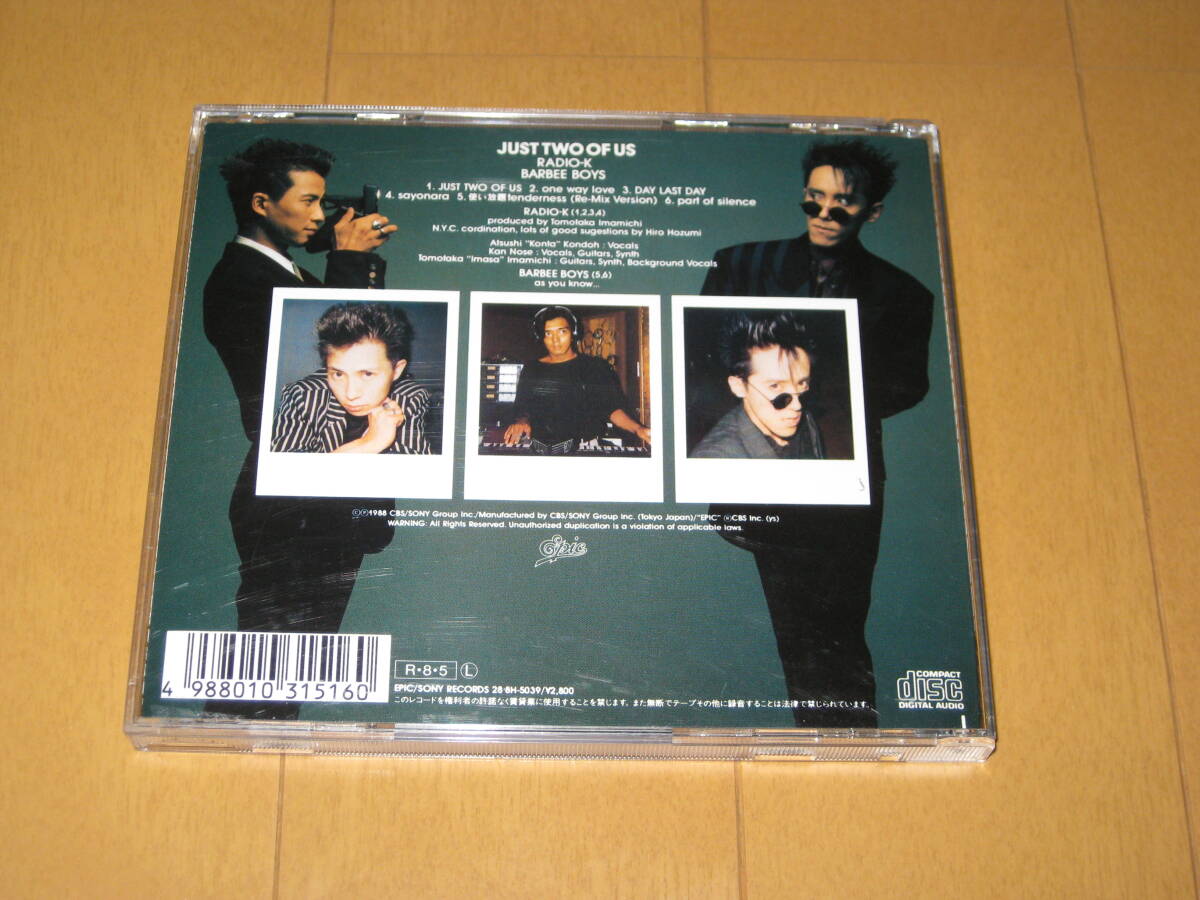 JUST TWO OF US
RADIO-K
BARBEE BOYS
1. JUST TWO OF US 2. one way love 3. DAY LAST DAY
4. sayonara 5. 使い放題tenderness (Re-Mix Version) 6. part of silence
RADIO-K (1,2,3,4)
produced by Tomotaka Imamichi
N.Y.C. cordination, lots of good sugestions by Hiro Hozumi
Atsushi "Konta" Kondoh : Vocals
Kan Nose : Vocals, Guitars, Synth
Tomotaka "Imasa" Imamichi : Guitars, Synth, Background Vocals
BARBEE BOYS (5,6)
as you know...
©℗1988 CBS/SONY Group Inc./Manufactured by CBS/SONY Group Inc. (Tokyo Japan)/"EPIC" ®CBS Inc. (ys)
WARNING: All Rights Reserved. Unauthorized duplication is a violation of applicable laws.
Epic
4 988010 315160
R・8・5 Ⓛ
EPIC/SONY RECORDS 28·8H-5039/¥2,800
このレコードを権利者の許諾なく賃貸業に使用することを禁じます。また無断でテープその他に録音することは法律で禁じられています。
COMPACT
disc
DIGITAL AUDIO